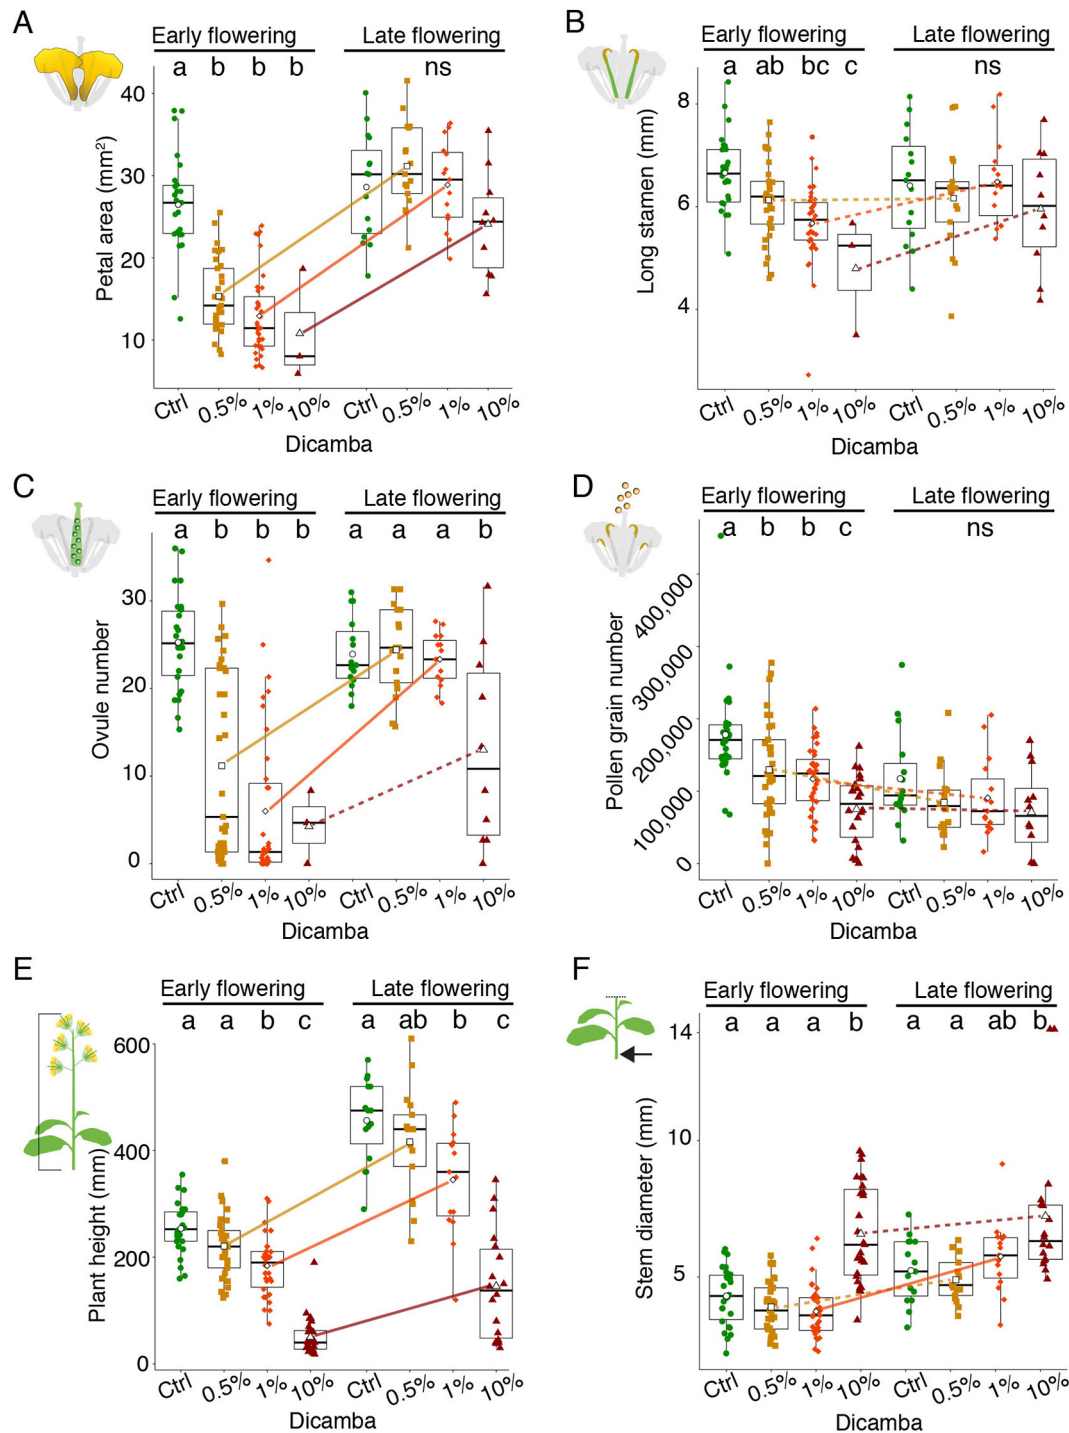 A
Early flowering Late flowering
a b b b ns
Petal area (mm²)
40
30
20
10
Ctrl 0.5% 1% 10% Ctrl 0.5% 1% 10%
Dicamba
B
Early flowering Late flowering
a ab bc c ns
Long stamen (mm)
8
6
4
Ctrl 0.5% 1% 10% Ctrl 0.5% 1% 10%
Dicamba
C
Early flowering Late flowering
a b b b a a a b
Ovule number
30
20
10
0
Ctrl 0.5% 1% 10% Ctrl 0.5% 1% 10%
Dicamba
D
Early flowering Late flowering
a b b c ns
Pollen grain number
400,000
300,000
200,000
100,000
0
Ctrl 0.5% 1% 10% Ctrl 0.5% 1% 10%
Dicamba
E
Early flowering Late flowering
a a b c a ab b c
Plant height (mm)
600
400
200
0
Ctrl 0.5% 1% 10% Ctrl 0.5% 1% 10%
Dicamba
F
Early flowering Late flowering
a a a b a a ab b
Stem diameter (mm)
14
10
5
Ctrl 0.5% 1% 10% Ctrl 0.5% 1% 10%
Dicamba